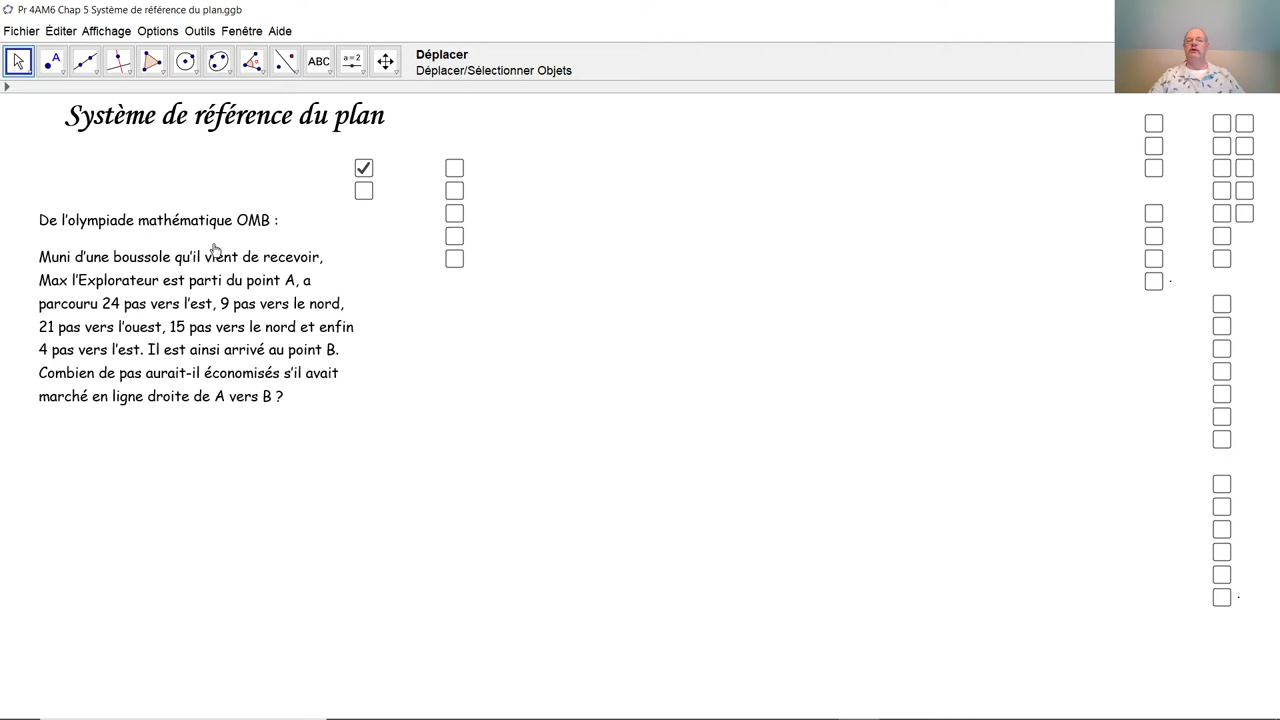 Pr 4AM6 Chap 5 Système de référence du plan.ggb
Fichier Éditer Affichage Options Outils Fenêtre Aide
A
ABC
a=2
Déplacer
Déplacer/Sélectionner Objets
Système de référence du plan
De l'olympiade mathématique OMB :
Muni d'une boussole qu'il vient de recevoir,
Max l'Explorateur est parti du point A, a
parcouru 24 pas vers l'est, 9 pas vers le nord,
21 pas vers l'ouest, 15 pas vers le nord et enfin
4 pas vers l'est. Il est ainsi arrivé au point B.
Combien de pas aurait-il économisés s'il avait
marché en ligne droite de A vers B ?